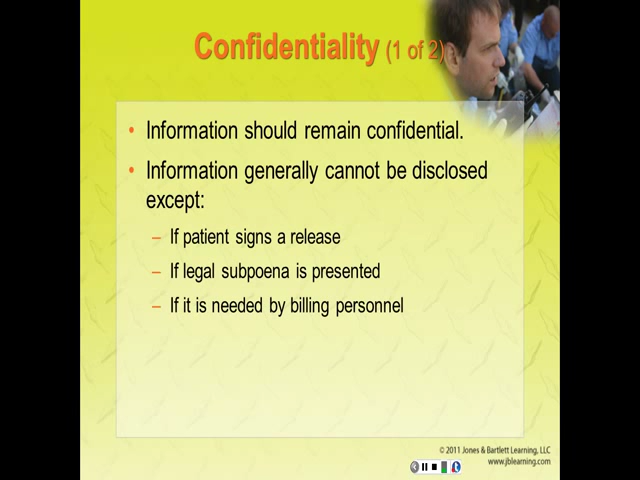 Confidentiality (1 of 2)
• Information should remain confidential.
• Information generally cannot be disclosed
except:
– If patient signs a release
– If legal subpoena is presented
– If it is needed by billing personnel
© 2011 Jones & Bartlett Learning, LLC
www.jblearning.com